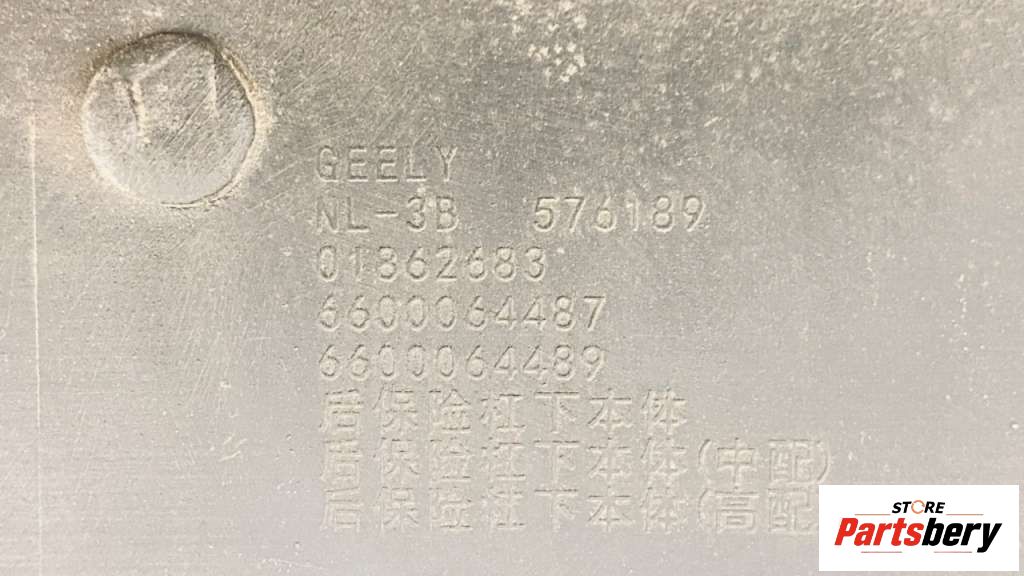 GEELY
NL-3B 576189
01862683
6600064487
6600064489
后保险杠下本体
后保险杠下本体(中配)
后保险杠下本体(高配
STORE
Partsbery